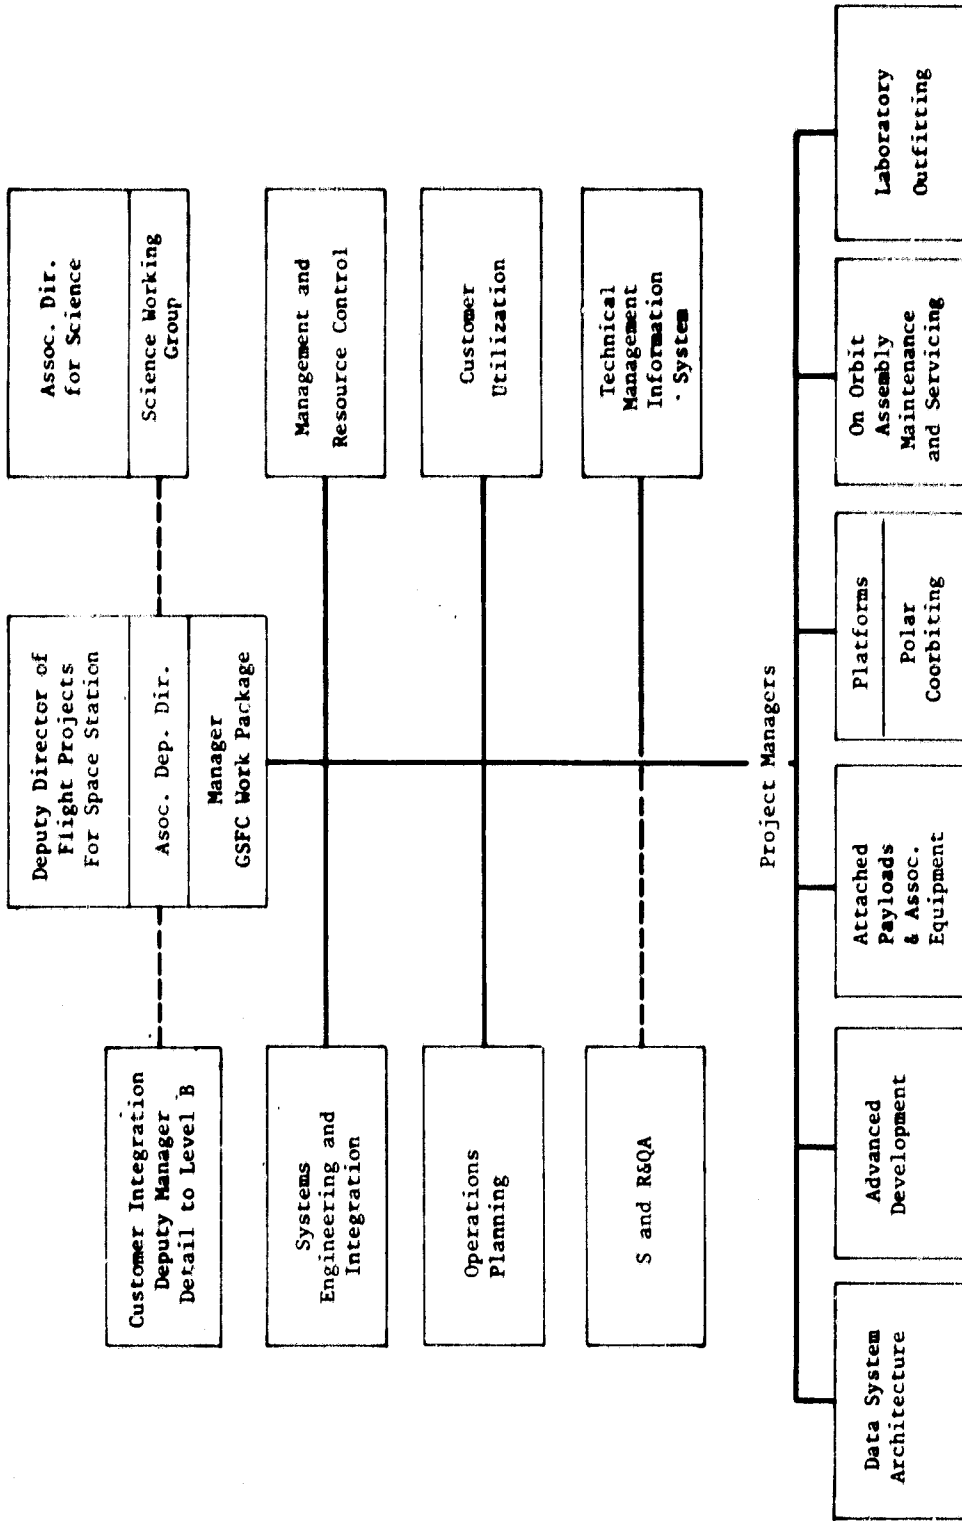 Deputy Director of
Flight Projects
For Space Station
Asoc. Dep. Dir.
Manager
GSFC Work Package
Assoc. Dir.
for Science
Science Working
Group
Customer Integration
Deputy Manager
Detail to Level B
Systems
Engineering and
Integration
Management and
Resource Control
Operations
Planning
Customer
Utilization
S and R&QA
Technical
Management
Information
System
Project Managers
Data System
Architecture
Advanced
Development
Attached
Payloads
& Assoc.
Equipment
Platforms
Polar
Coorbiting
On Orbit
Assembly
Maintenance
and Servicing
Laboratory
Outfitting